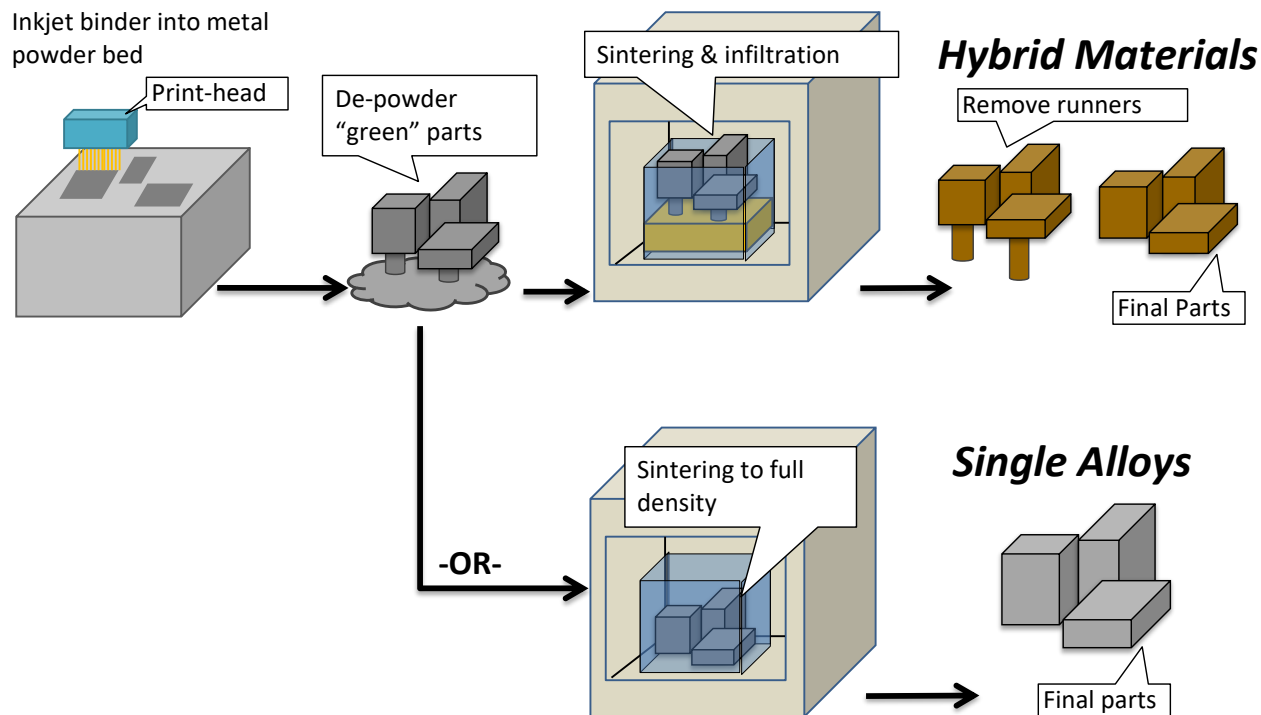 Inkjet binder into metal
powder bed
Print-head
De-powder
“green” parts
Sintering & infiltration
Hybrid Materials
Remove runners
Final Parts
-OR-
Sintering to full
density
Single Alloys
Final parts